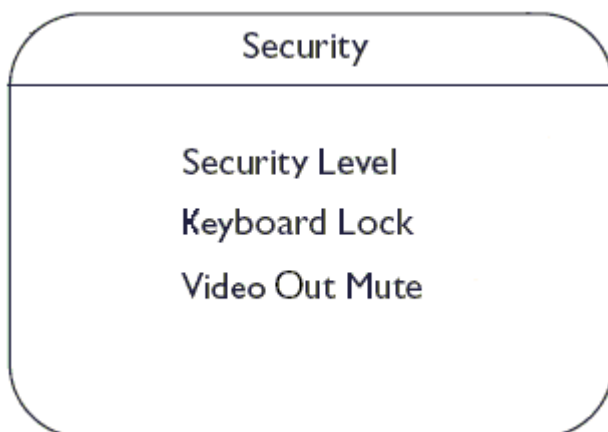 Security
Security Level
Keyboard Lock
Video Out Mute